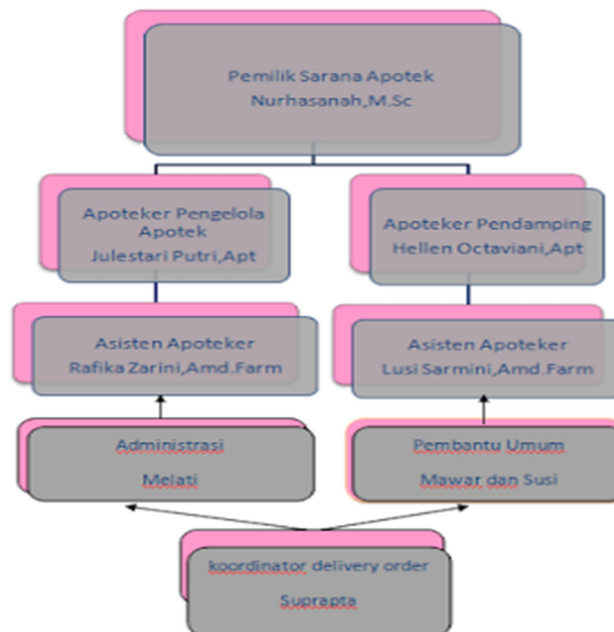 Pemilik Sarana Apotek
Nurhasanah,M.Sc
Apoteker Pengelola
Apotek
Julestari Putri,Apt
Apoteker Pendamping
Hellen Octaviani,Apt
Asisten Apoteker
Rafika Zarini,Amd.Farm
Asisten Apoteker
Lusi Sarmini,Amd.Farm
Administrasi
Melati
Pembantu Umum
Mawar dan Susi
koordinator delivery order
Suprapta